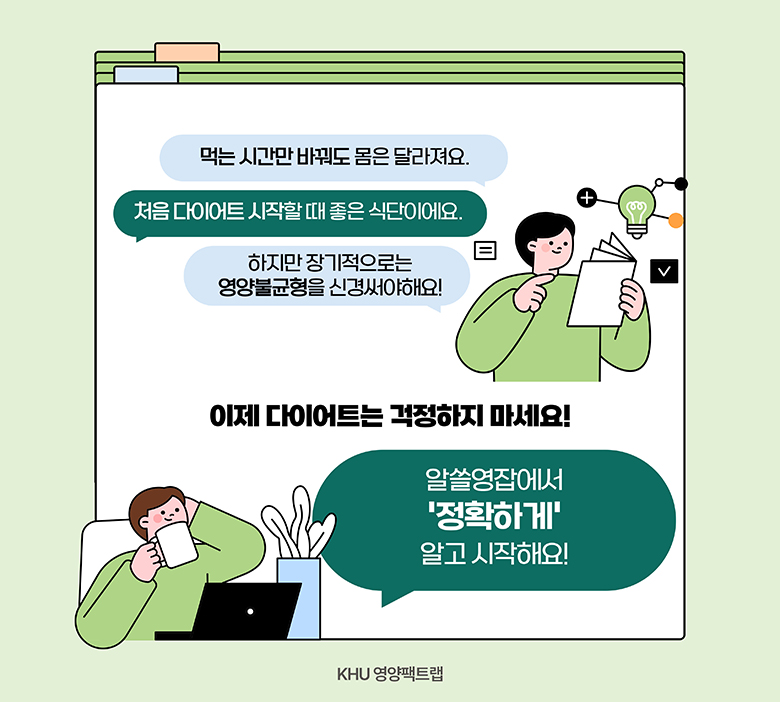 먹는 시간만 바꿔도 몸은 달라져요.
처음 다이어트 시작할 때 좋은 식단이에요.
하지만 장기적으로는
영양불균형을 신경써야해요!
이제 다이어트는 걱정하지 마세요!
알쓸영잡에서
'정확하게'
알고 시작해요!
KHU 영양팩트랩